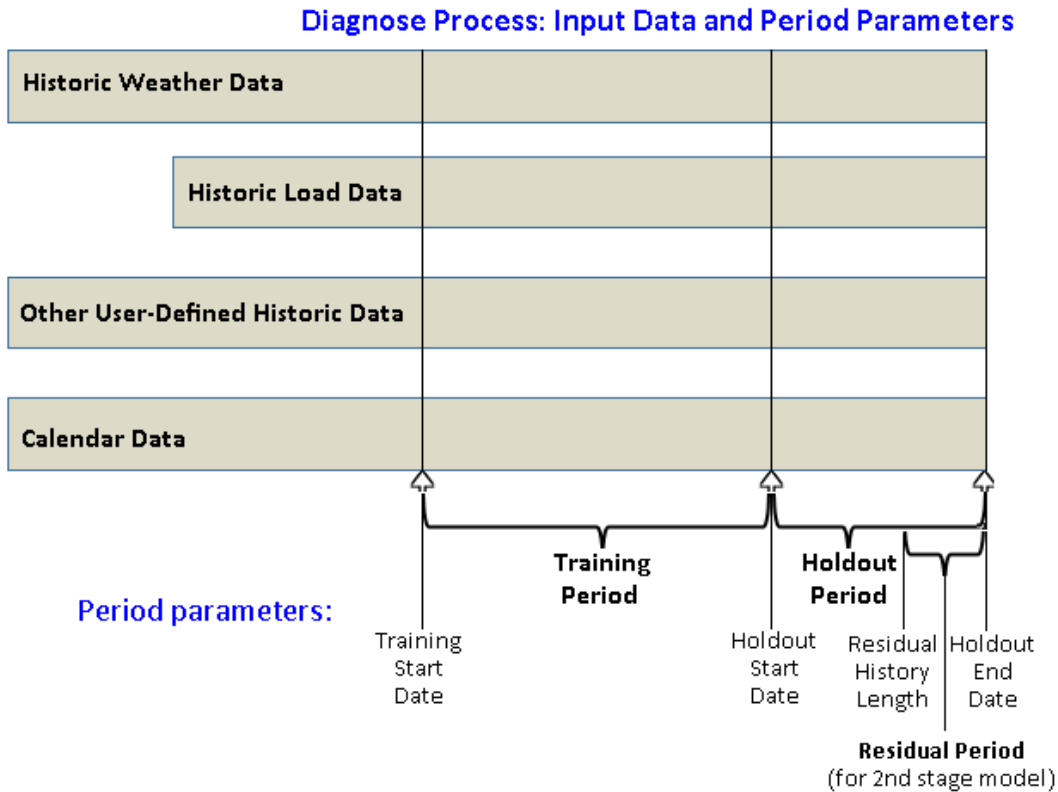 Diagnose Process: Input Data and Period Parameters
Historic Weather Data
Historic Load Data
Other User-Defined Historic Data
Calendar Data
Training
Period
Holdout
Period
Period parameters:
Training
Start
Date
Holdout
Start
Date
Residual
History
Length
Holdout
End
Date
Residual Period
(for 2nd stage model)